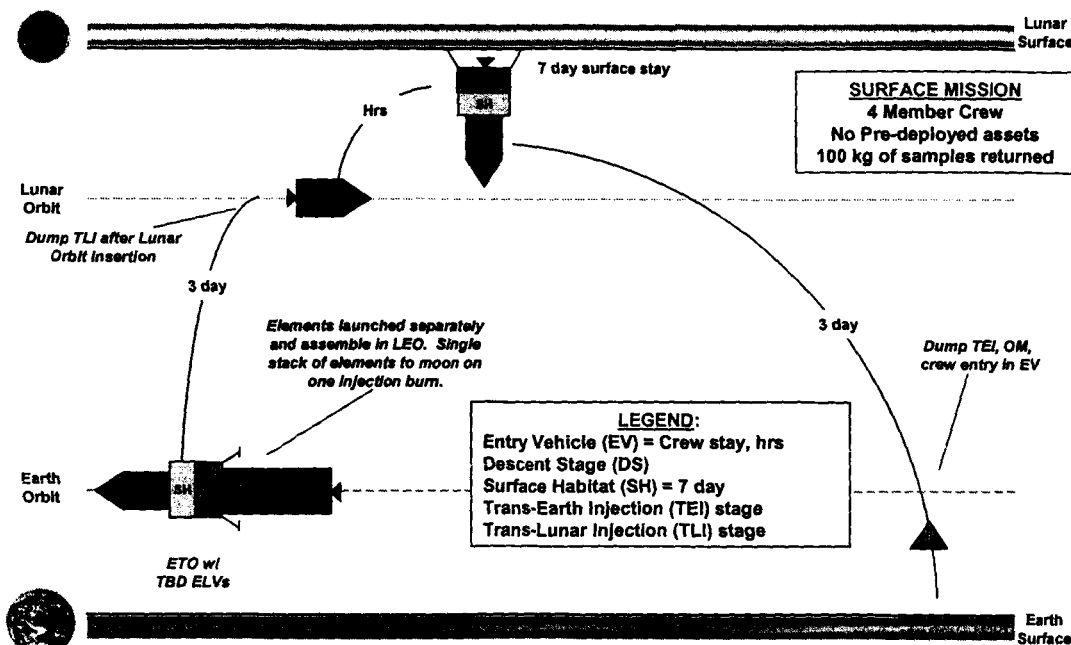 Lunar
Surface
7 day surface stay
SH
Hrs
SURFACE MISSION
4 Member Crew
No Pre-deployed assets
100 kg of samples returned
Lunar
Orbit
Dump TLI after Lunar
Orbit Insertion
3 day
Elements launched separately
and assemble in LEO. Single
stack of elements to moon on
one injection burn.
3 day
Dump TEI, OM,
crew entry in EV
LEGEND:
Entry Vehicle (EV) = Crew stay, hrs
Descent Stage (DS)
Surface Habitat (SH) = 7 day
Trans-Earth Injection (TEI) stage
Trans-Lunar Injection (TLI) stage
Earth
Orbit
SH
ETO w/
TBD ELVs
Earth
Surface